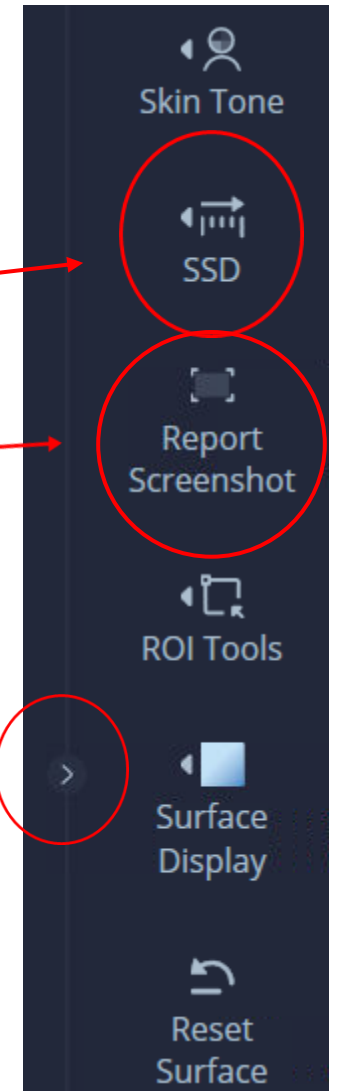 Skin Tone
SSD
Report
Screenshot
ROI Tools
Surface
Display
Reset
Surface